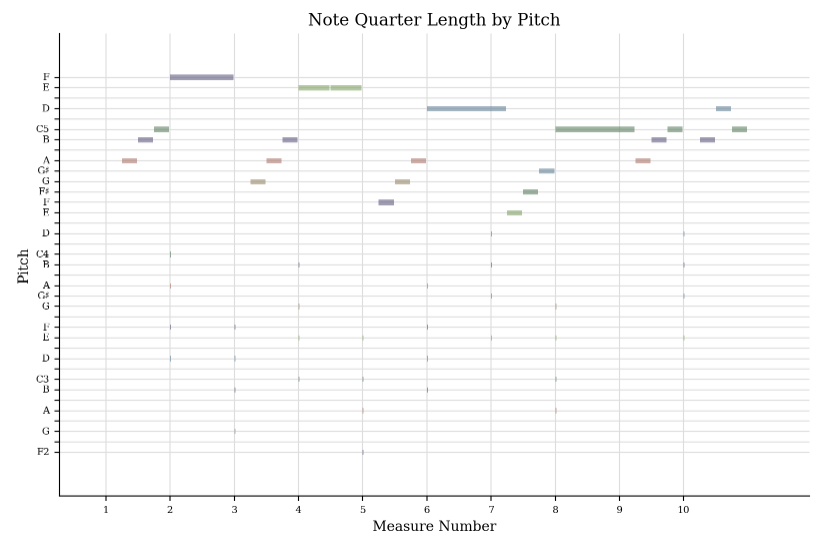 Note Quarter Length by Pitch
F
E
D
C5
B
A
G♯
G
F♯
F
E
D
C4
B
A
G♯
G
F
E
D
C3
B
A
G
F2
Pitch
1 2 3 4 5 6 7 8 9 10
Measure Number